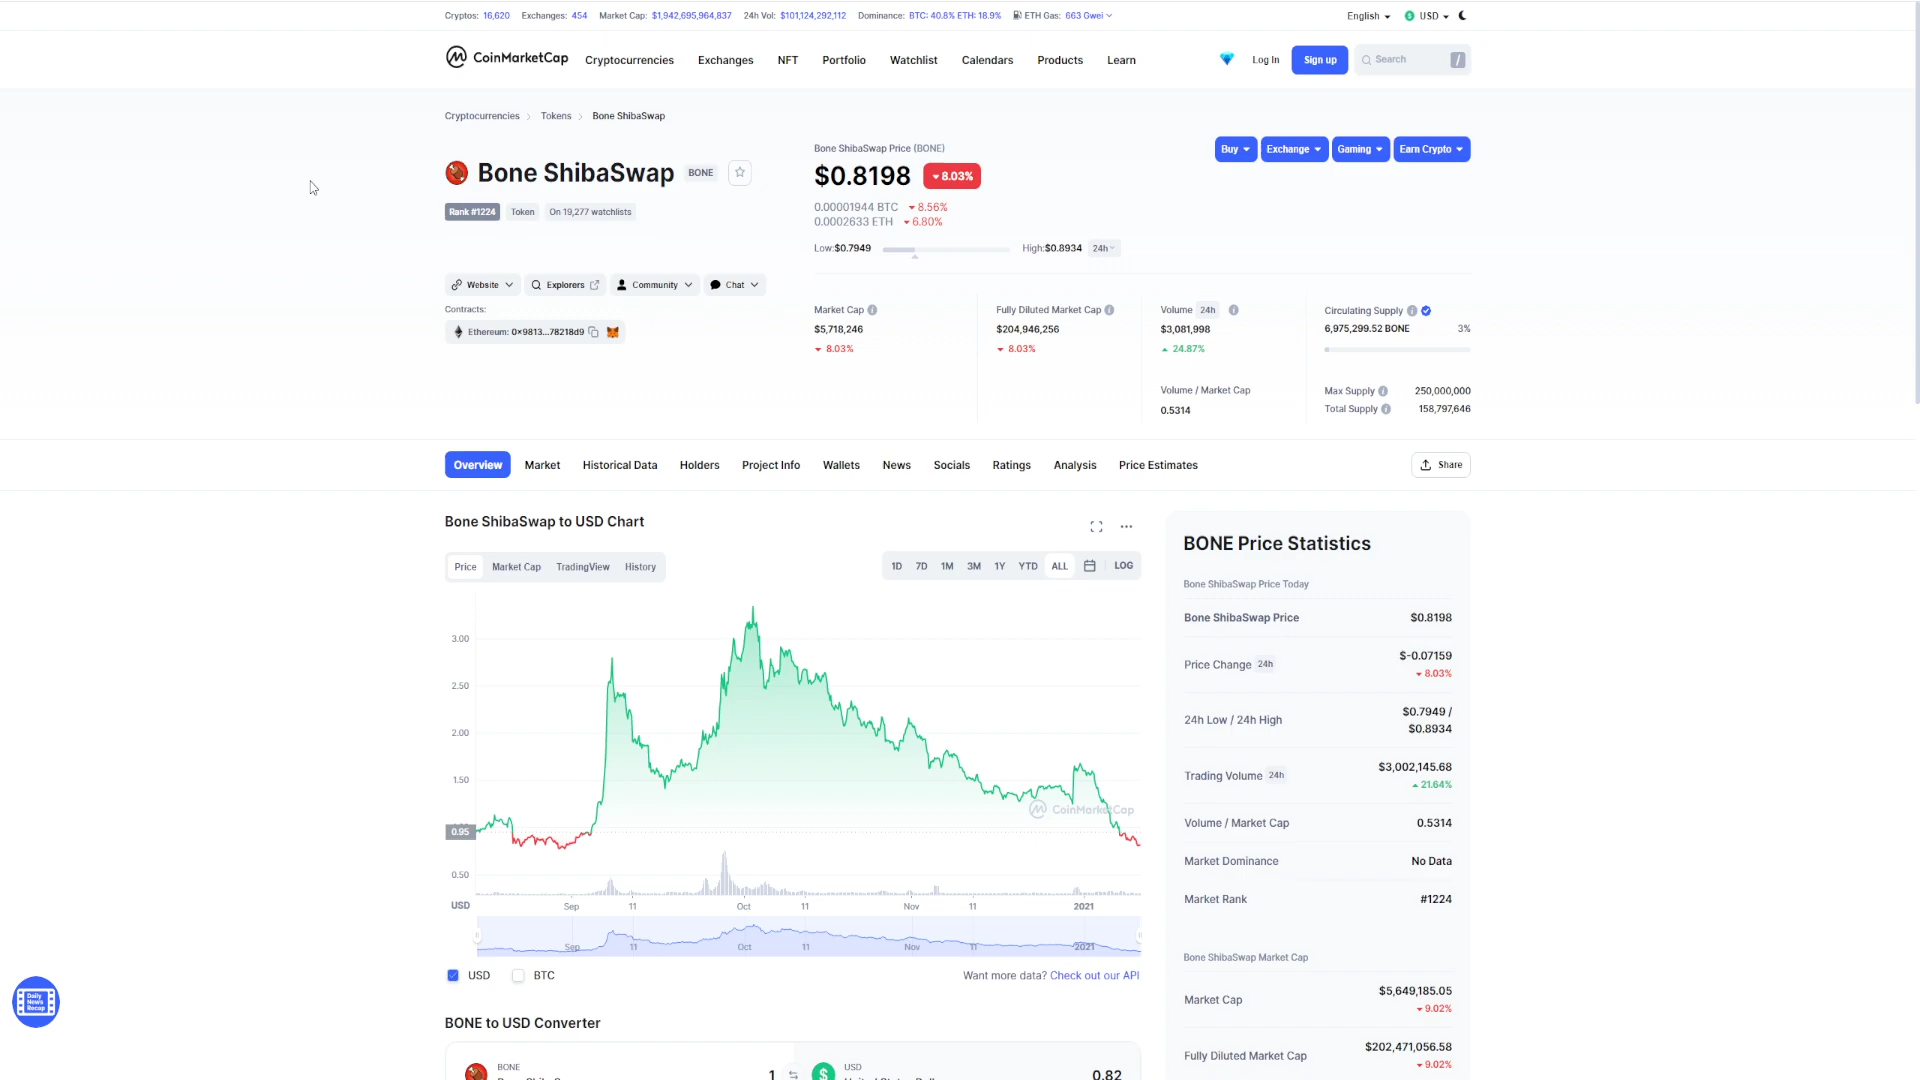 Cryptos: 16,620 Exchanges: 454 Market Cap: $1,942,695,964,837 24h Vol: $101,124,292,112 Dominance: BTC: 40.8% ETH: 18.9% ETH Gas: 663 Gwei
English USD
CoinMarketCap Cryptocurrencies Exchanges NFT Portfolio Watchlist Calendars Products Learn Log In Sign up Search /
Cryptocurrencies Tokens Bone ShibaSwap
Bone ShibaSwap BONE
Rank #1224 Token On 19,277 watchlists
Website Explorers Community Chat
Contracts:
Ethereum: 0x9813...78218d9
Bone ShibaSwap Price (BONE)
$0.8198 8.03%
0.00001944 BTC 8.56%
0.0002633 ETH 6.80%
Low:$0.7949 High:$0.8934 24h
Buy Exchange Gaming Earn Crypto
Market Cap
$5,718,246
8.03%
Fully Diluted Market Cap
$204,946,256
8.03%
Volume 24h
$3,081,998
24.87%
Volume / Market Cap
0.5314
Circulating Supply
6,975,299.52 BONE 3%
Max Supply 250,000,000
Total Supply 158,797,646
Overview Market Historical Data Holders Project Info Wallets News Socials Ratings Analysis Price Estimates Share
Bone ShibaSwap to USD Chart
Price Market Cap TradingView History 1D 7D 1M 3M 1Y YTD ALL LOG
3.00
2.50
2.00
1.50
0.95
0.50
CoinMarketCap
USD Sep 11 Oct 11 Nov 11 2021
Sep 11 Oct 11 Nov 11 2021
USD BTC Want more data? Check out our API
BONE to USD Converter
BONE 1 USD 0.82
BONE Price Statistics
Bone ShibaSwap Price Today
Bone ShibaSwap Price $0.8198
Price Change 24h $-0.07159
8.03%
24h Low / 24h High $0.7949 /
$0.8934
Trading Volume 24h $3,002,145.68
21.64%
Volume / Market Cap 0.5314
Market Dominance No Data
Market Rank #1224
Bone ShibaSwap Market Cap
Market Cap $5,649,185.05
9.02%
Fully Diluted Market Cap $202,471,056.58
9.02%
Daily
News
Recap